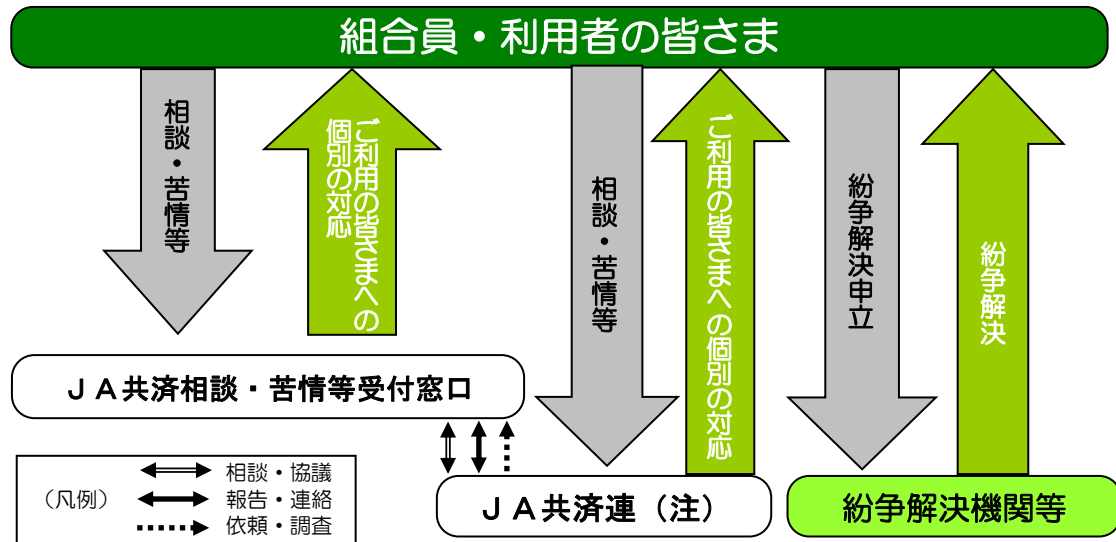 組合員・利用者の皆さま
相談・苦情等
ご利用の皆さまへの
個別の対応
相談・苦情等
ご利用の皆さまへ の個別の対応
紛争解決申立
紛争解決
ＪＡ共済相談・苦情等受付窓口
（凡例）
相談・協議
報告・連絡
依頼・調査
ＪＡ共済連（注）
紛争解決機関等